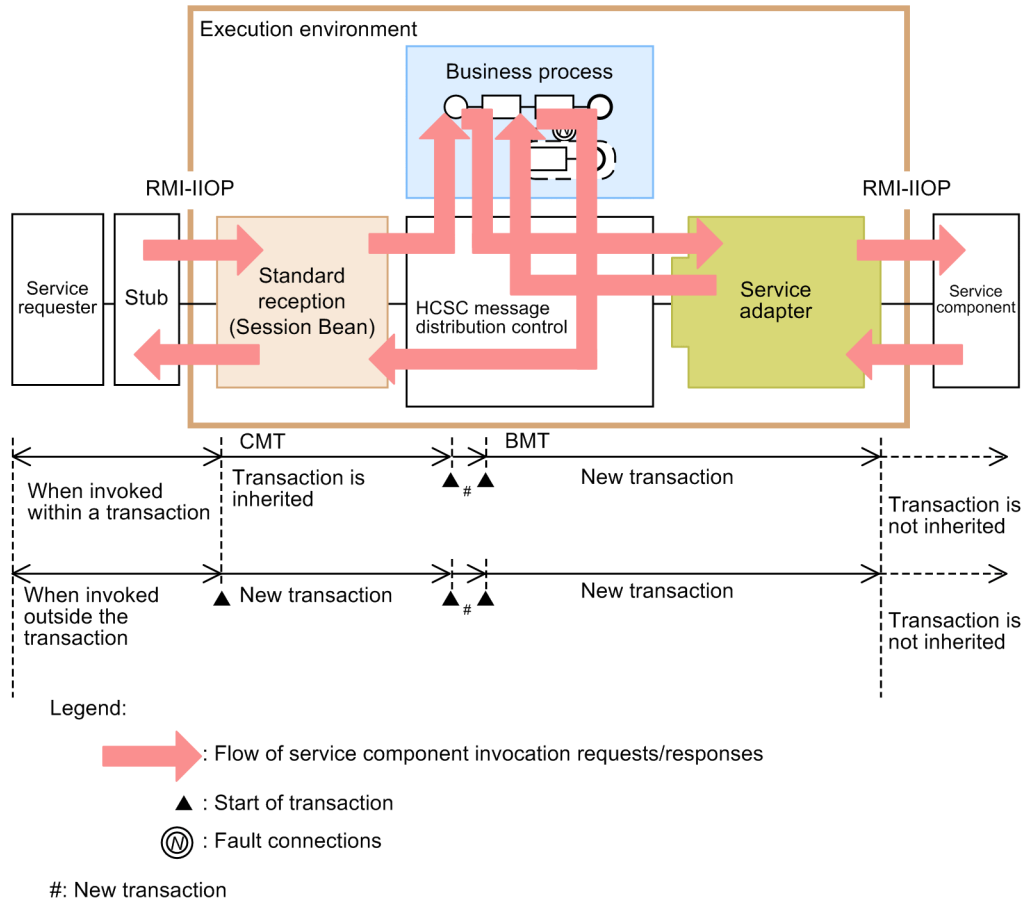 Execution environment
Business process
N
RMI-IIOP
RMI-IIOP
Service
requester
Stub
Standard
reception
(Session Bean)
HCSC message
distribution control
Service
adapter
Service
component
CMT
BMT
When invoked
within a transaction
Transaction is
inherited
#
New transaction
Transaction is
not inherited
When invoked
outside the
transaction
New transaction
#
New transaction
Transaction is
not inherited
Legend:
: Flow of service component invocation requests/responses
: Start of transaction
N : Fault connections
#: New transaction